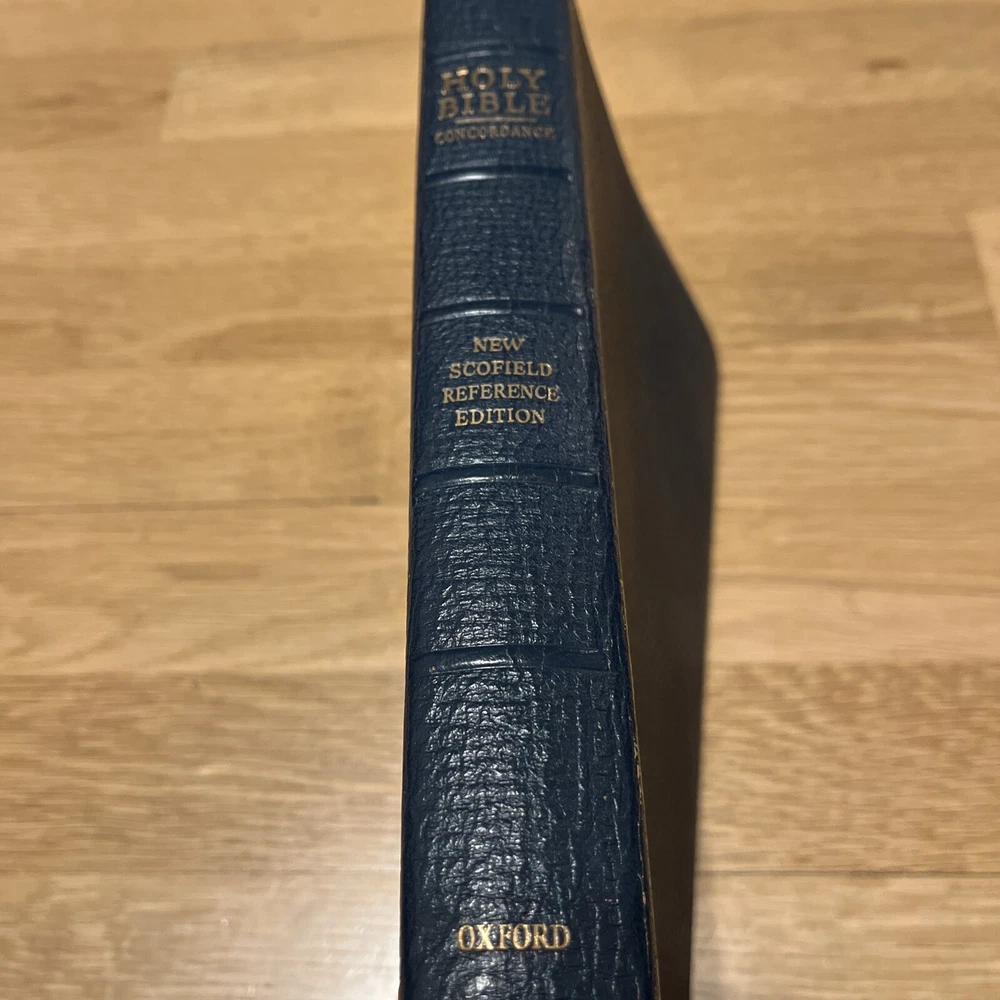 HOLY
BIBLE
CONCORDANCE
NEW
SCOFIELD
REFERENCE
EDITION
OXFORD